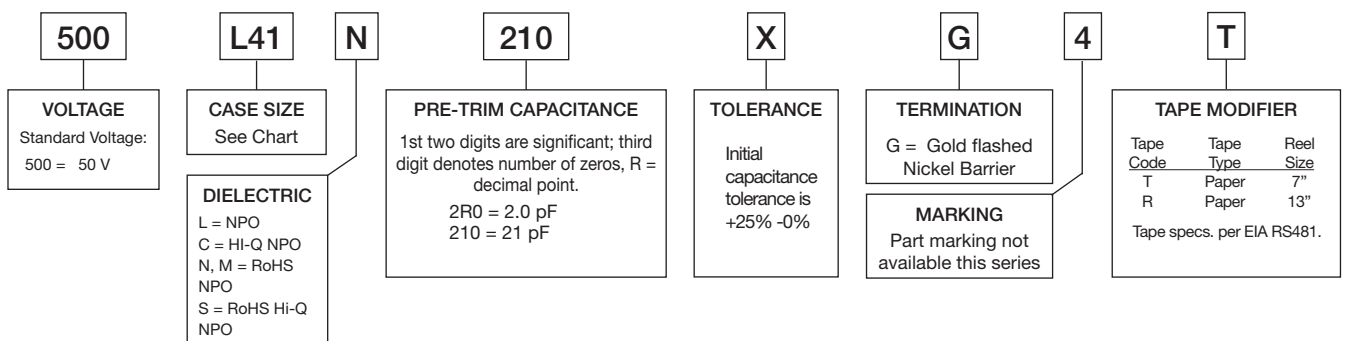 500
L41
N
210
X
G
4
T
VOLTAGE
Standard Voltage:
500 = 50 V
CASE SIZE
See Chart
DIELECTRIC
L = NPO
C = HI-Q NPO
N, M = RoHS
NPO
S = RoHS Hi-Q
NPO
PRE-TRIM CAPACITANCE
1st two digits are significant; third
digit denotes number of zeros, R =
decimal point.
2R0 = 2.0 pF
210 = 21 pF
TOLERANCE
Initial
capacitance
tolerance is
+25% -0%
TERMINATION
G = Gold flashed
Nickel Barrier
MARKING
Part marking not
available this series
TAPE MODIFIER
Tape Tape Reel
Code Type Size
T Paper 7”
R Paper 13”
Tape specs. per EIA RS481.